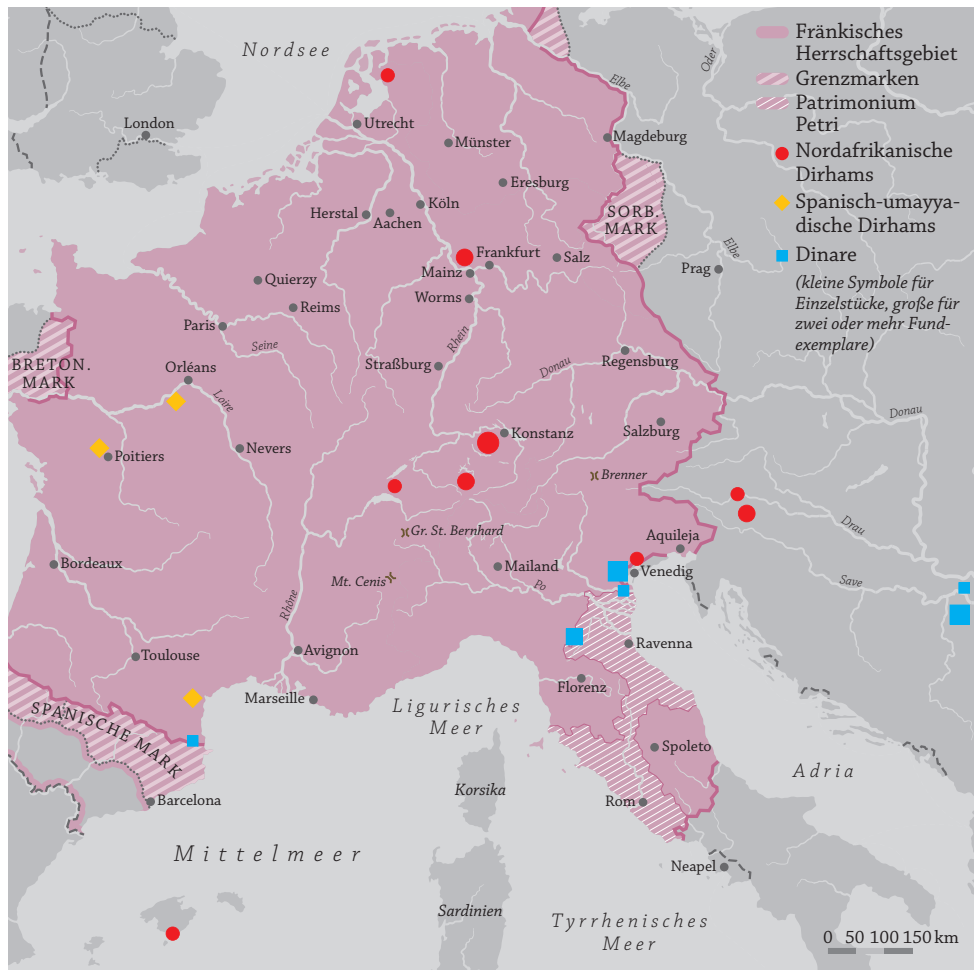 Nordsee
Oder
Elbe
Fränkisches
Herrschaftsgebiet
Grenzmarken
Patrimonium
Petri
Nordafrikanische
Dirhams
Spanisch-umayya-
dische Dirhams
Dinare
(kleine Symbole für
Einzelstücke, große für
zwei oder mehr Fund-
exemplare)
London
Utrecht
Münster
Magdeburg
Eresburg
Herstal
Aachen
Köln
SORB.
MARK
Frankfurt
Salz
Mainz
Elbe
Prag
Quierzy
Reims
Worms
Paris
Seine
Rhein
Straßburg
Donau
Regensburg
BRETON.
MARK
Orléans
Loire
Donau
Konstanz
Salzburg
Nevers
Poitiers
Brenner
Gr. St. Bernhard
Drau
Aquileja
Bordeaux
Mailand
Venedig
Mt. Cenis
Po
Save
Rhône
Toulouse
Avignon
Ravenna
Marseille
Florenz
SPANISCHE MARK
Ligurisches
Meer
Spoleto
Adria
Korsika
Barcelona
Rom
Mittelmeer
Neapel
Sardinien
Tyrrhenisches
Meer
0 50 100 150 km